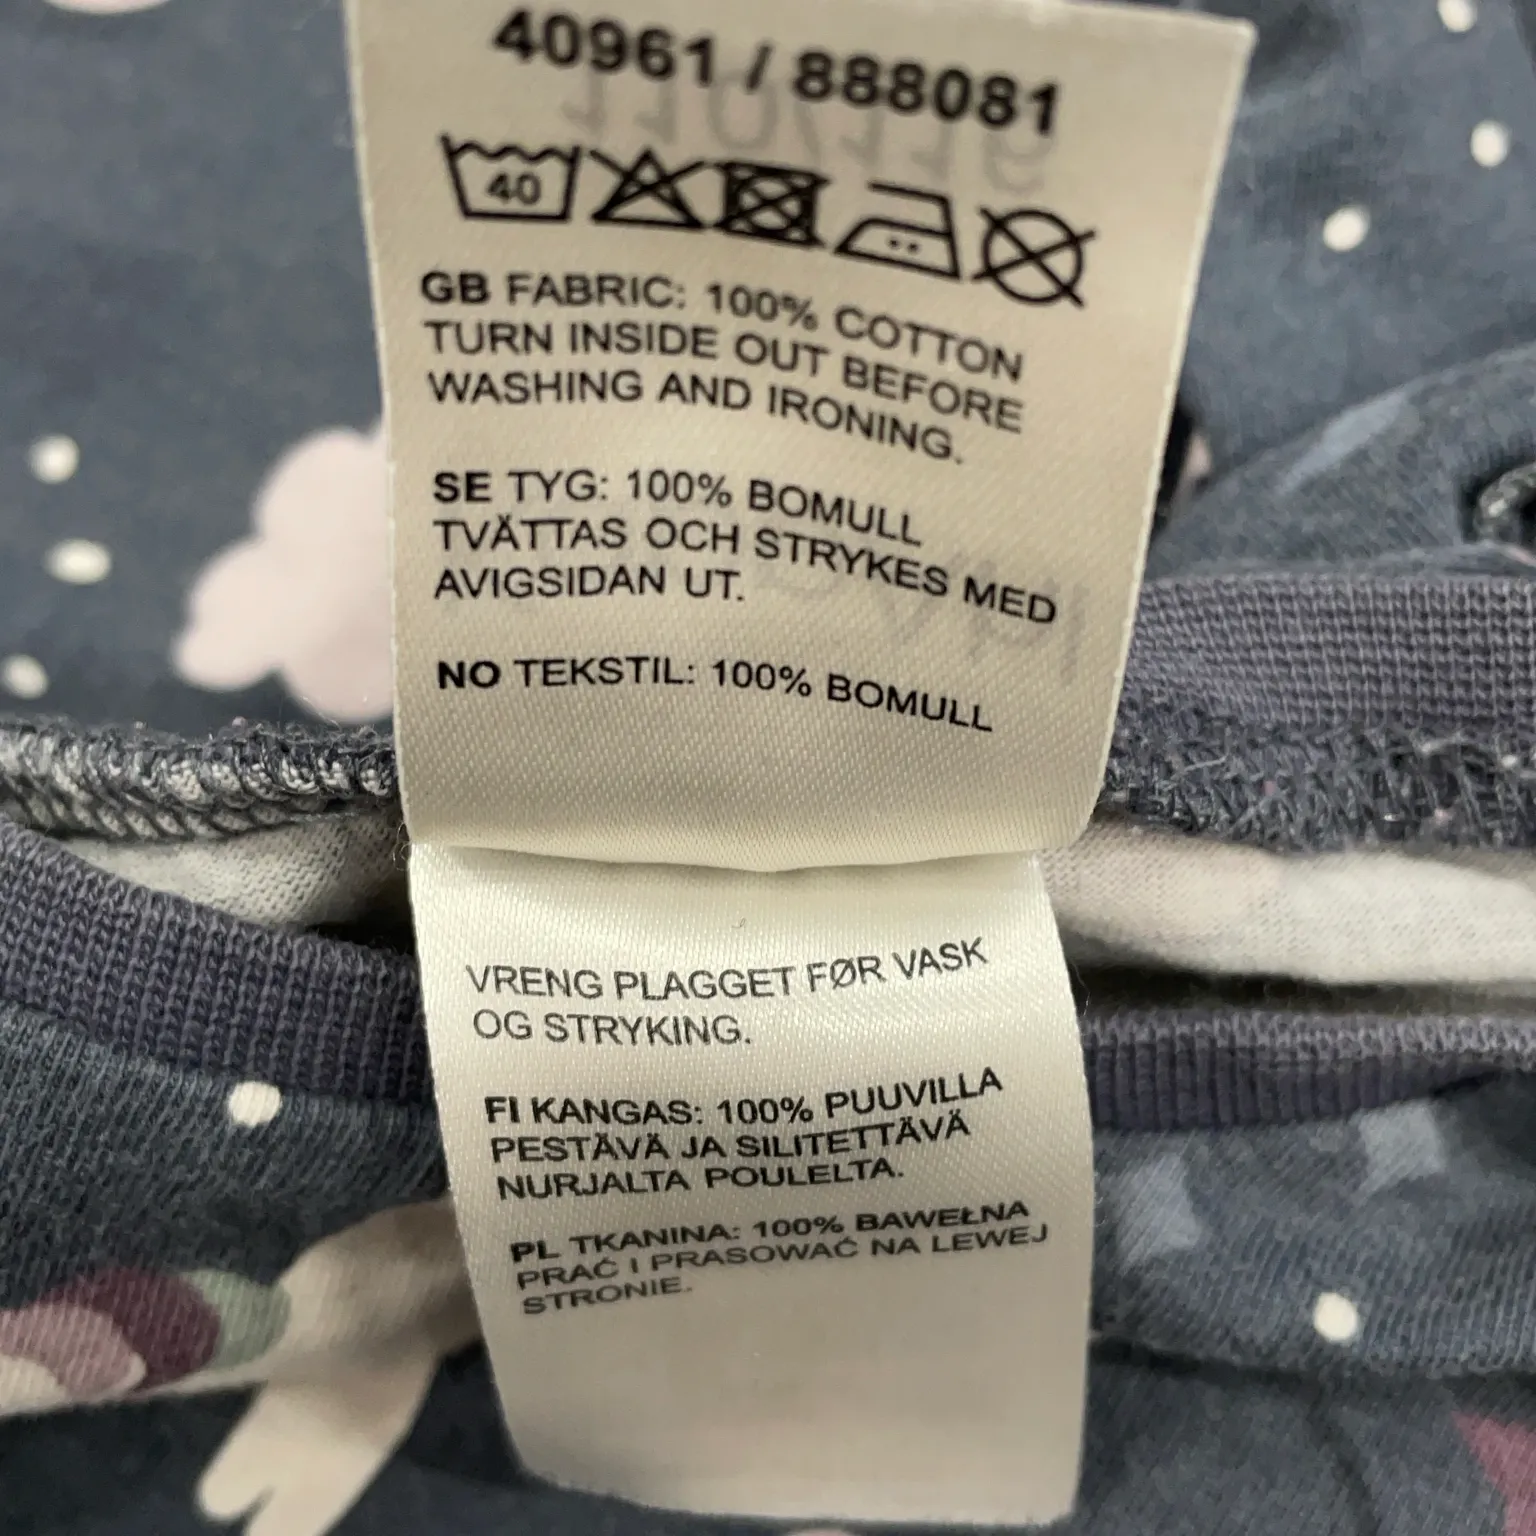 40961 / 888081
40
GB FABRIC: 100% COTTON
TURN INSIDE OUT BEFORE
WASHING AND IRONING.
SE TYG: 100% BOMULL
TVÄTTAS OCH STRYKES MED
AVIGSIDAN UT.
NO TEKSTIL: 100% BOMULL
VRENG PLAGGET FØR VASK
OG STRYKING.
FI KANGAS: 100% PUUVILLA
PESTÄVÄ JA SILITETTÄVÄ
NURJALTA POULELTA.
PL TKANINA: 100% BAWEŁNA
PRAĆ I PRASOWAĆ NA LEWEJ
STRONIE.